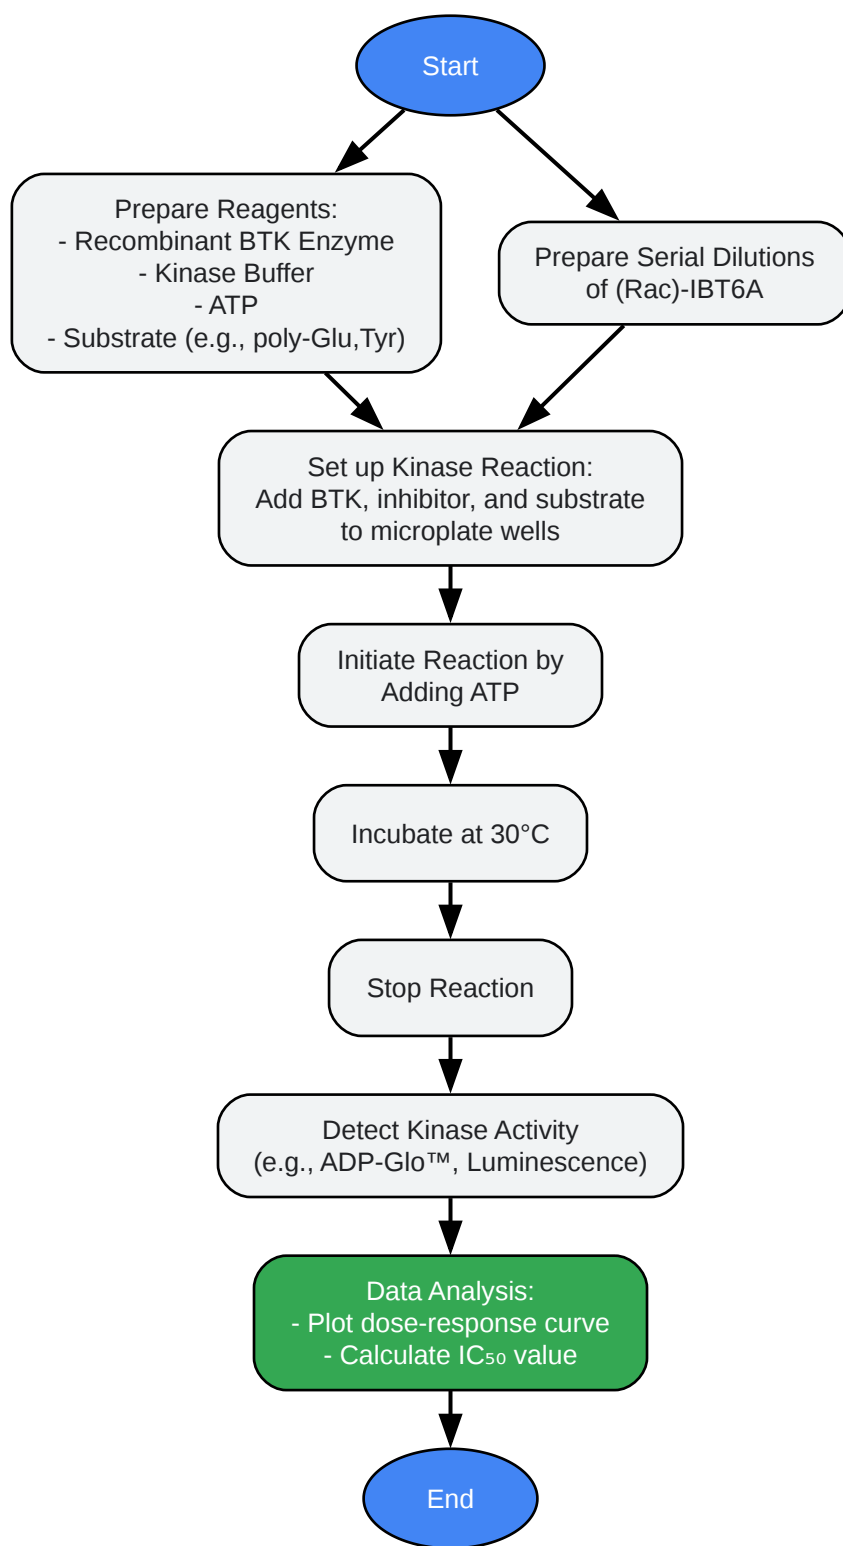 Start
Prepare Reagents:
- Recombinant BTK Enzyme
- Kinase Buffer
- ATP
- Substrate (e.g., poly-Glu,Tyr)
Prepare Serial Dilutions
of (Rac)-IBT6A
Set up Kinase Reaction:
Add BTK, inhibitor, and substrate
to microplate wells
Initiate Reaction by
Adding ATP
Incubate at 30°C
Stop Reaction
Detect Kinase Activity
(e.g., ADP-Glo™, Luminescence)
Data Analysis:
- Plot dose-response curve
- Calculate IC₅₀ value
End